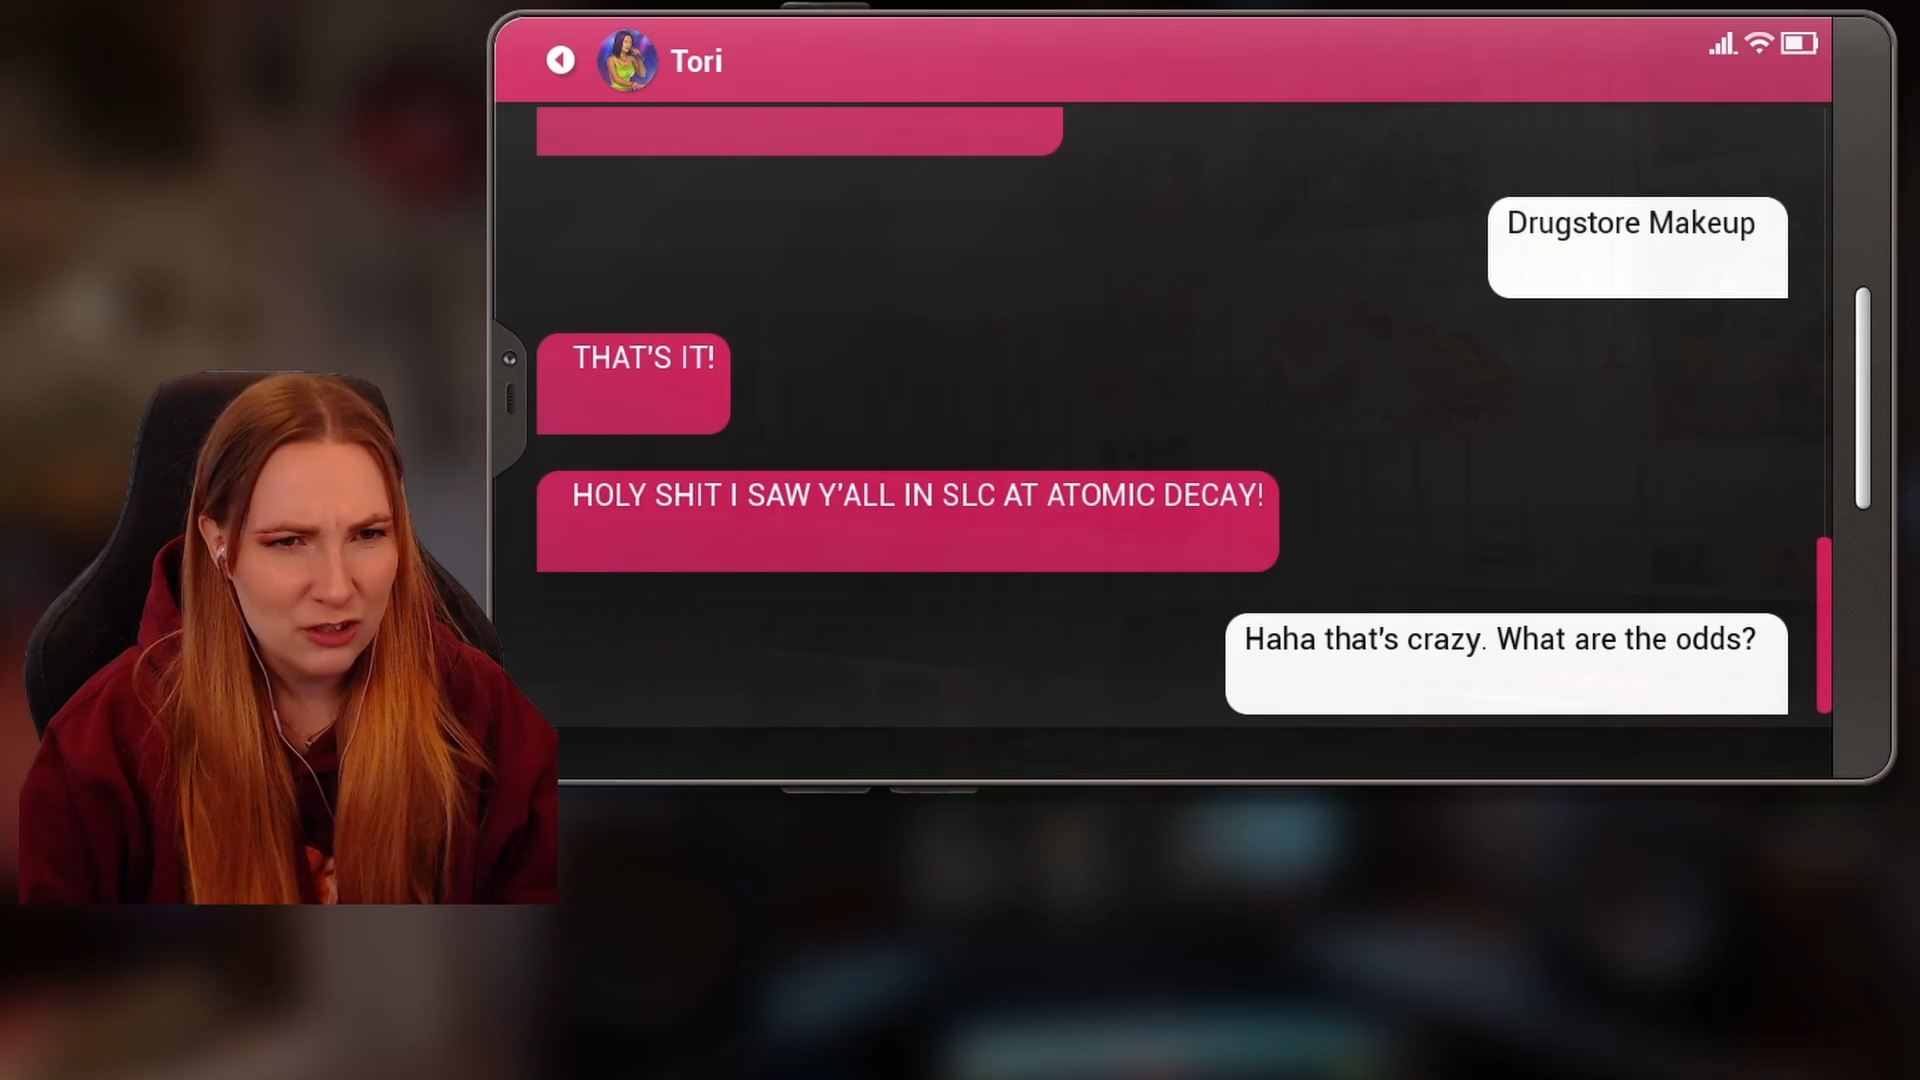 Tori
Drugstore Makeup
THAT'S IT!
HOLY SHIT I SAW Y'ALL IN SLC AT ATOMIC DECAY!
Haha that's crazy. What are the odds?